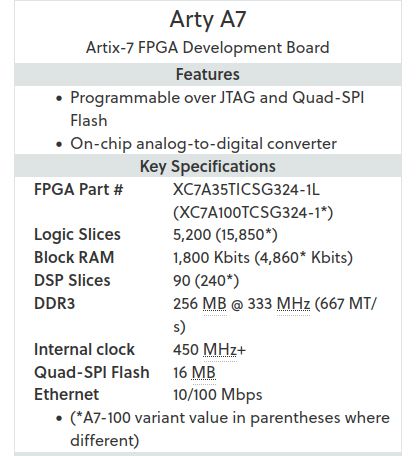 Arty A7
Artix-7 FPGA Development Board
Features
• Programmable over JTAG and Quad-SPI
Flash
• On-chip analog-to-digital converter
Key Specifications
FPGA Part # XC7A35TICSG324-1L
(XC7A100TCSG324-1*)
Logic Slices 5,200 (15,850*)
Block RAM 1,800 Kbits (4,860* Kbits)
DSP Slices 90 (240*)
DDR3 256 MB @ 333 MHz (667 MT/
s)
Internal clock 450 MHz+
Quad-SPI Flash 16 MB
Ethernet 10/100 Mbps
• (*A7-100 variant value in parentheses where
different)